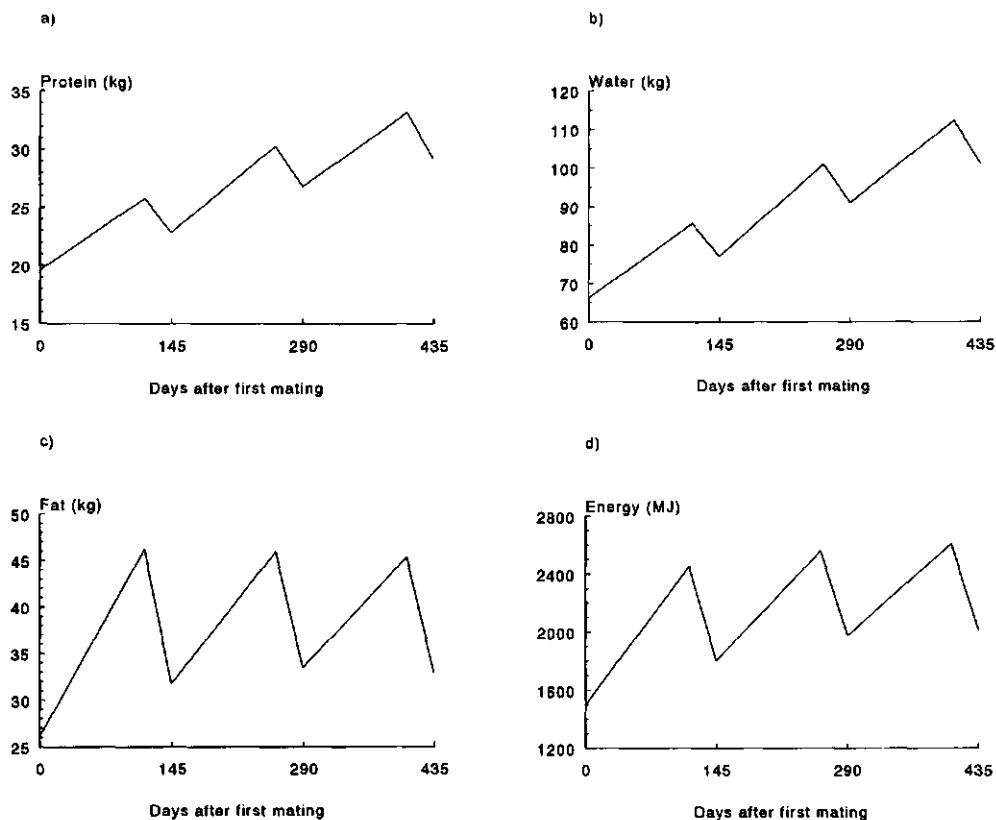 a)
Protein (kg)
35
30
25
20
15
0 145 290 435
Days after first mating
b)
Water (kg)
120
110
100
90
80
70
60
0 145 290 435
Days after first mating
c)
Fat (kg)
50
45
40
35
30
25
0 145 290 435
Days after first mating
d)
Energy (MJ)
2800
2400
2000
1600
1200
0 145 290 435
Days after first mating